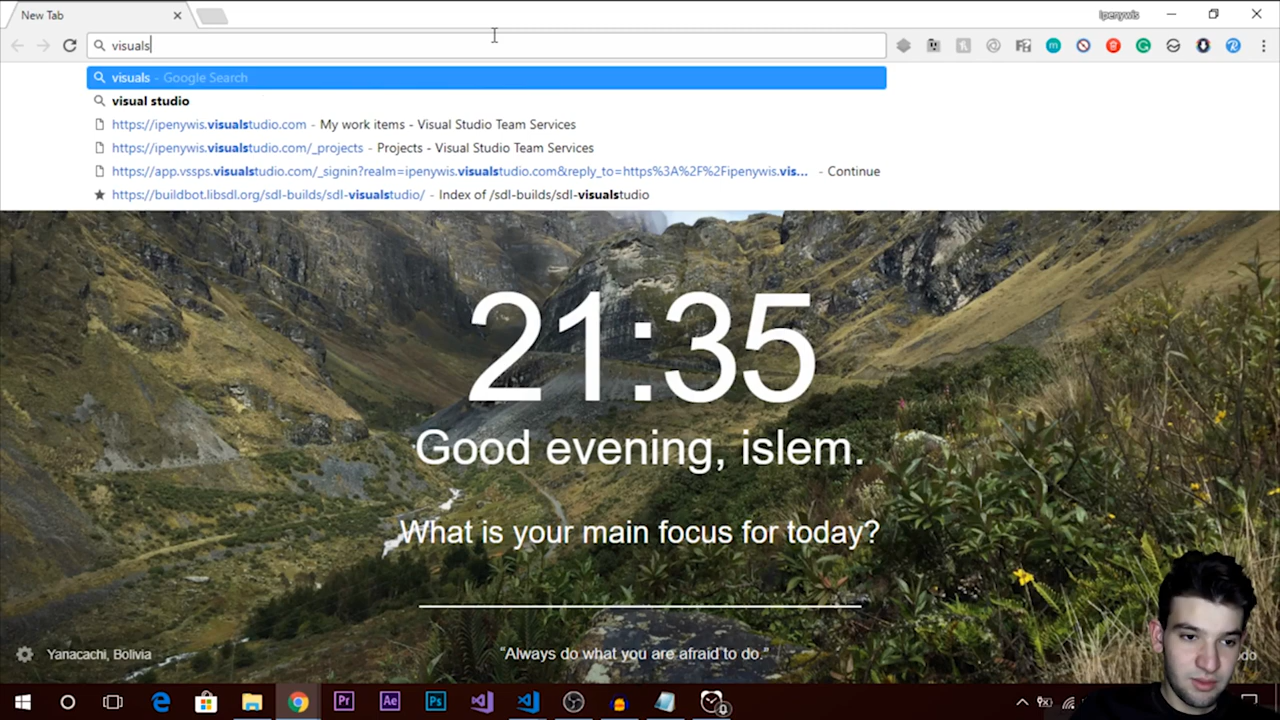 New Tab
Ipenywis
visuals
visuals - Google Search
visual studio
https://ipenywis.visualstudio.com - My work items - Visual Studio Team Services
https://ipenywis.visualstudio.com/_projects - Projects - Visual Studio Team Services
https://app.vssps.visualstudio.com/_signin?realm=ipenywis.visualstudio.com&reply_to=https%3A%2F%2Fipenywis.vis... - Continue
https://buildbot.libsdl.org/sdl-builds/sdl-visualstudio/ - Index of /sdl-builds/sdl-visualstudio
21:35
Good evening, islem.
What is your main focus for today?
Yanacachi, Bolivia
“Always do what you are afraid to do.”
Pr Ae Ps